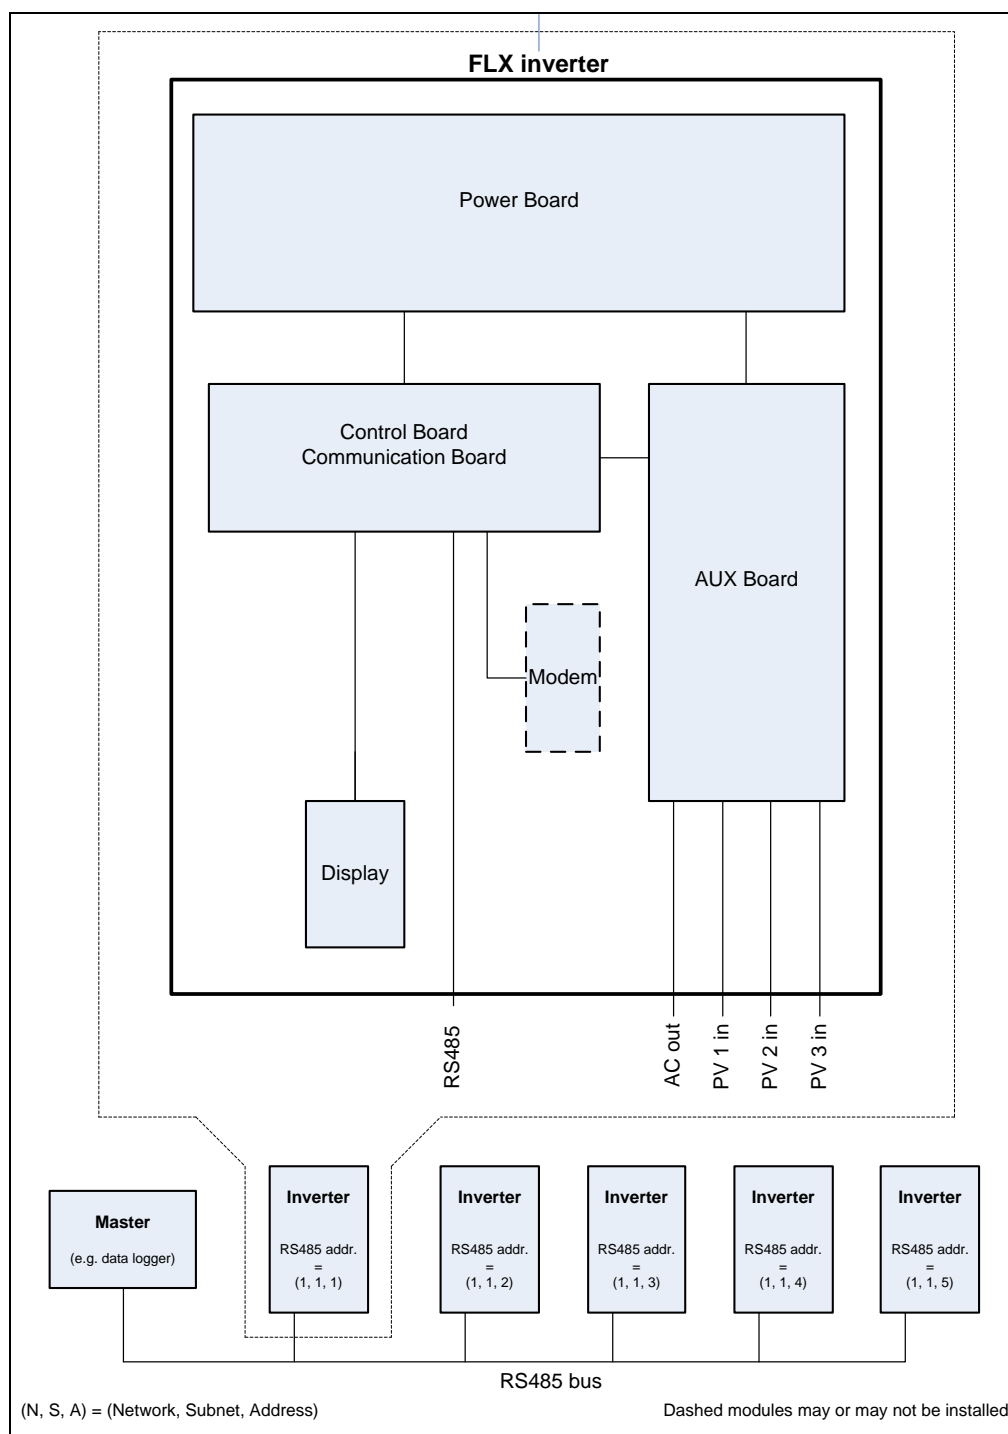 FLX inverter
Power Board
Control Board
Communication Board
AUX Board
Modem
Display
RS485
AC out
PV 1 in
PV 2 in
PV 3 in
Master
(e.g. data logger)
Inverter
RS485 addr.
=
(1, 1, 1)
Inverter
RS485 addr.
=
(1, 1, 2)
Inverter
RS485 addr.
=
(1, 1, 3)
Inverter
RS485 addr.
=
(1, 1, 4)
Inverter
RS485 addr.
=
(1, 1, 5)
RS485 bus
(N, S, A) = (Network, Subnet, Address)
Dashed modules may or may not be installed